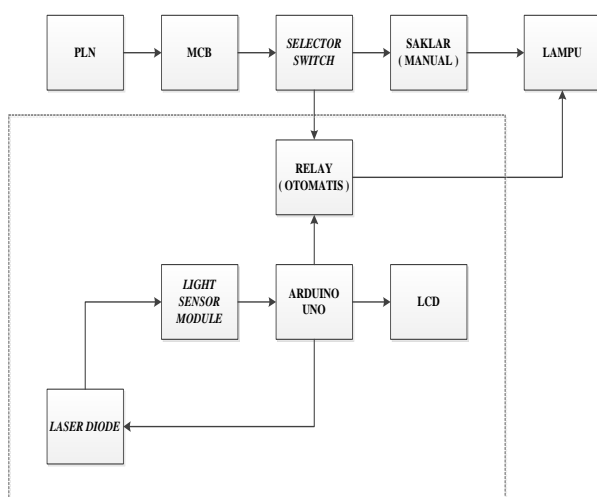 PLN
MCB
SELECTOR
SWITCH
SAKLAR
( MANUAL )
LAMPU
RELAY
( OTOMATIS )
LIGHT
SENSOR
MODULE
ARDUINO
UNO
LCD
LASER DIODE